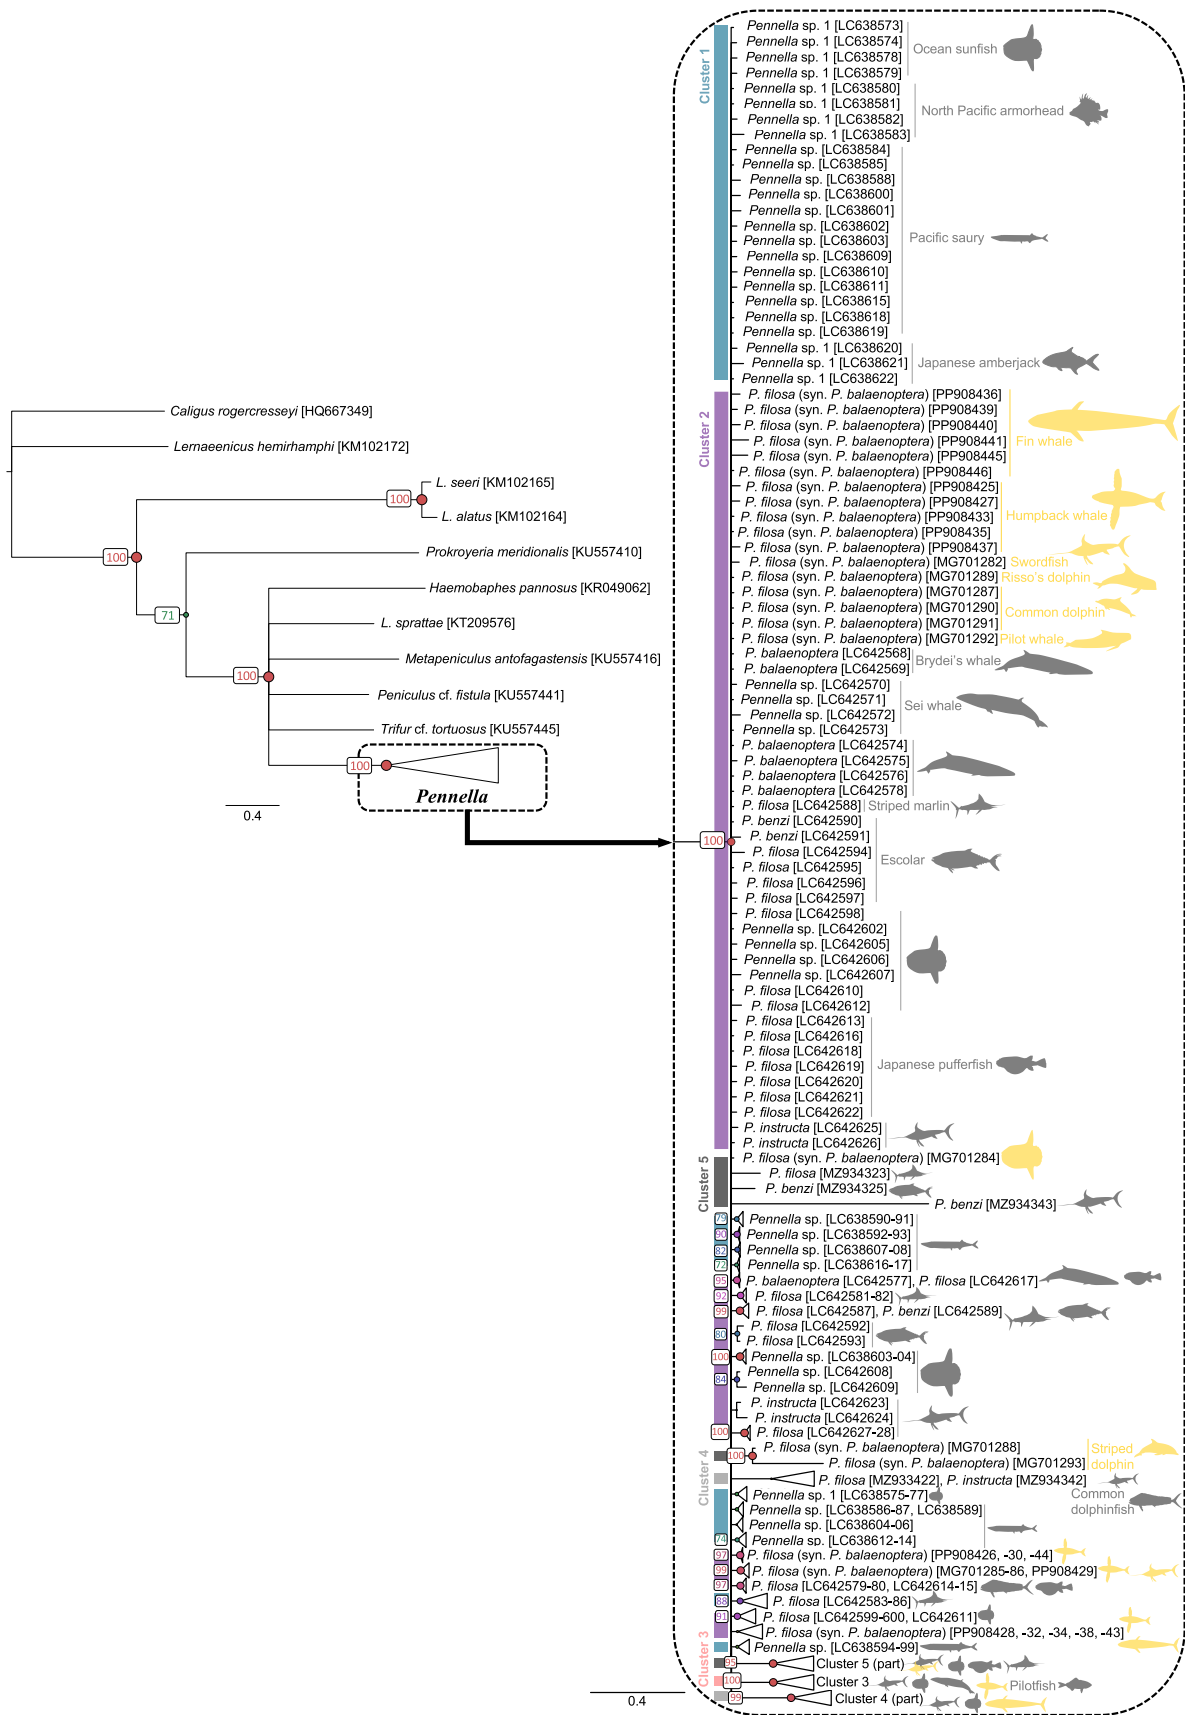 Caligus rogercresseyi [HQ667349]
Lernaeenicus hemirhamphi [KM102172]
L. seeri [KM102165]
100
L. alatus [KM102164]
Prokroyeria meridionalis [KU557410]
100
Haemobaphes pannosus [KR049062]
71
L. sprattae [KT209576]
Metapeniculus antofagastensis [KU557416]
100
Peniculus cf. fistula [KU557441]
Trifur cf. tortuosus [KU557445]
100
Pennella
0.4
Cluster 1
Pennella sp. 1 [LC638573]
Pennella sp. 1 [LC638574]
Ocean sunfish
Pennella sp. 1 [LC638578]
Pennella sp. 1 [LC638579]
Pennella sp. 1 [LC638580]
Pennella sp. 1 [LC638581]
North Pacific armorhead
Pennella sp. 1 [LC638582]
Pennella sp. 1 [LC638583]
Pennella sp. [LC638584]
Pennella sp. [LC638585]
Pennella sp. [LC638588]
Pennella sp. [LC638600]
Pennella sp. [LC638601]
Pennella sp. [LC638602]
Pennella sp. [LC638603]
Pacific saury
Pennella sp. [LC638609]
Pennella sp. [LC638610]
Pennella sp. [LC638611]
Pennella sp. [LC638615]
Pennella sp. [LC638618]
Pennella sp. [LC638619]
Pennella sp. 1 [LC638620]
Pennella sp. 1 [LC638621]
Japanese amberjack
Pennella sp. 1 [LC638622]
Cluster 2
P. filosa (syn. P. balaenoptera) [PP908436]
P. filosa (syn. P. balaenoptera) [PP908439]
P. filosa (syn. P. balaenoptera) [PP908440]
P. filosa (syn. P. balaenoptera) [PP908441]
Fin whale
P. filosa (syn. P. balaenoptera) [PP908445]
P. filosa (syn. P. balaenoptera) [PP908446]
P. filosa (syn. P. balaenoptera) [PP908425]
P. filosa (syn. P. balaenoptera) [PP908427]
P. filosa (syn. P. balaenoptera) [PP908433]
Humpback whale
P. filosa (syn. P. balaenoptera) [PP908435]
P. filosa (syn. P. balaenoptera) [PP908437]
P. filosa (syn. P. balaenoptera) [MG701282]
Swordfish
P. filosa (syn. P. balaenoptera) [MG701289]
Risso's dolphin
P. filosa (syn. P. balaenoptera) [MG701287]
P. filosa (syn. P. balaenoptera) [MG701290]
Common dolphin
P. filosa (syn. P. balaenoptera) [MG701291]
P. filosa (syn. P. balaenoptera) [MG701292]
Pilot whale
P. balaenoptera [LC642568]
Brydei's whale
P. balaenoptera [LC642569]
Pennella sp. [LC642570]
Pennella sp. [LC642571]
Sei whale
Pennella sp. [LC642572]
Pennella sp. [LC642573]
P. balaenoptera [LC642574]
P. balaenoptera [LC642575]
P. balaenoptera [LC642576]
P. balaenoptera [LC642578]
P. filosa [LC642588]
Striped marlin
P. benzi [LC642590]
100
P. benzi [LC642591]
P. filosa [LC642594]
Escolar
P. filosa [LC642595]
P. filosa [LC642596]
P. filosa [LC642597]
P. filosa [LC642598]
Pennella sp. [LC642602]
Pennella sp. [LC642605]
Pennella sp. [LC642606]
Pennella sp. [LC642607]
P. filosa [LC642610]
P. filosa [LC642612]
P. filosa [LC642613]
P. filosa [LC642616]
P. filosa [LC642618]
P. filosa [LC642619]
Japanese pufferfish
P. filosa [LC642620]
P. filosa [LC642621]
P. filosa [LC642622]
P. instructa [LC642625]
P. instructa [LC642626]
Cluster 5
P. filosa (syn. P. balaenoptera) [MG701284]
P. filosa [MZ934323]
P. benzi [MZ934325]
P. benzi [MZ934343]
79
Pennella sp. [LC638590-91]
90
Pennella sp. [LC638592-93]
82
Pennella sp. [LC638607-08]
72
Pennella sp. [LC638616-17]
95
P. balaenoptera [LC642577], P. filosa [LC642617]
92
P. filosa [LC642581-82]
99
P. filosa [LC642587], P. benzi [LC642589]
P. filosa [LC642592]
80
P. filosa [LC642593]
100
Pennella sp. [LC638603-04]
Pennella sp. [LC642608]
84
Pennella sp. [LC642609]
P. instructa [LC642623]
P. instructa [LC642624]
100
P. filosa [LC642627-28]
Cluster 4
P. filosa (syn. P. balaenoptera) [MG701288]
Striped
dolphin
100
P. filosa (syn. P. balaenoptera) [MG701293]
P. filosa [MZ933422], P. instructa [MZ934342]
Pennella sp. 1 [LC638575-77]
Common
dolphinfish
Pennella sp. [LC638586-87, LC638589]
Pennella sp. [LC638604-06]
74
Pennella sp. [LC638612-14]
97
P. filosa (syn. P. balaenoptera) [PP908426, -30, -44]
99
P. filosa (syn. P. balaenoptera) [MG701285-86, PP908429]
97
P. filosa [LC642579-80, LC642614-15]
88
P. filosa [LC642583-86]
91
P. filosa [LC642599-600, LC642611]
P. filosa (syn. P. balaenoptera) [PP908428, -32, -34, -38, -43]
Cluster 3
Pennella sp. [LC638594-99]
95
Cluster 5 (part)
100
Cluster 3
Pilotfish
99
Cluster 4 (part)
0.4